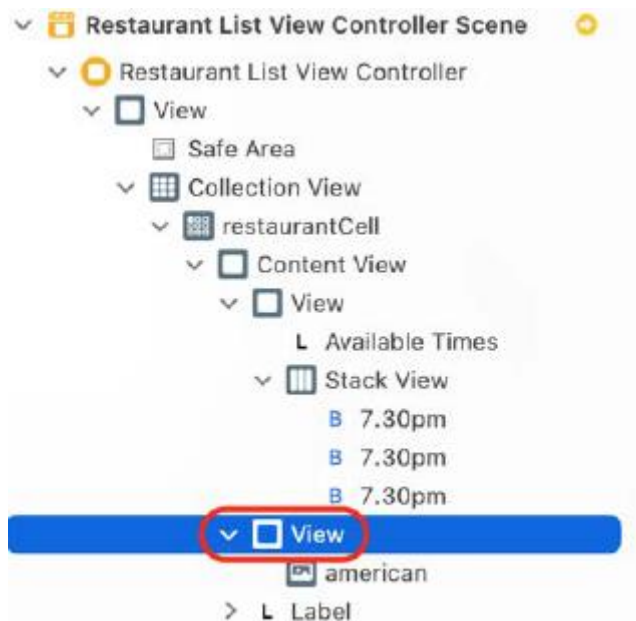 Restaurant List View Controller Scene
Restaurant List View Controller
View
Safe Area
Collection View
restaurantCell
Content View
View
L Available Times
Stack View
B 7.30pm
B 7.30pm
B 7.30pm
View
american
L Label